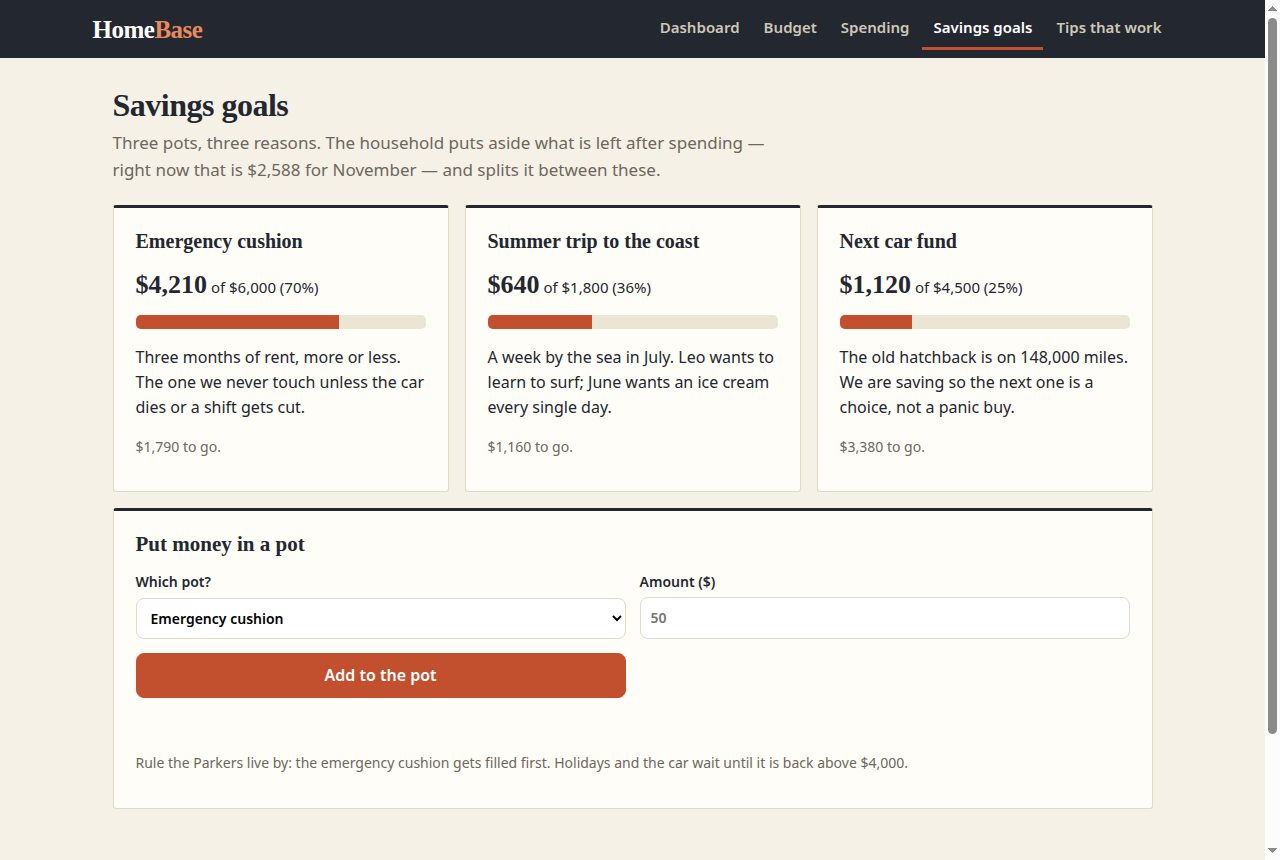 HomeBase
Dashboard Budget Spending Savings goals Tips that work
Savings goals
Three pots, three reasons. The household puts aside what is left after spending —
right now that is $2,588 for November — and splits it between these.
Emergency cushion
$4,210 of $6,000 (70%)
Three months of rent, more or less.
The one we never touch unless the car
dies or a shift gets cut.
$1,790 to go.
Summer trip to the coast
$640 of $1,800 (36%)
A week by the sea in July. Leo wants to
learn to surf; June wants an ice cream
every single day.
$1,160 to go.
Next car fund
$1,120 of $4,500 (25%)
The old hatchback is on 148,000 miles.
We are saving so the next one is a
choice, not a panic buy.
$3,380 to go.
Put money in a pot
Which pot?
Emergency cushion
Amount ($)
50
Add to the pot
Rule the Parkers live by: the emergency cushion gets filled first. Holidays and the car wait until it is back above $4,000.